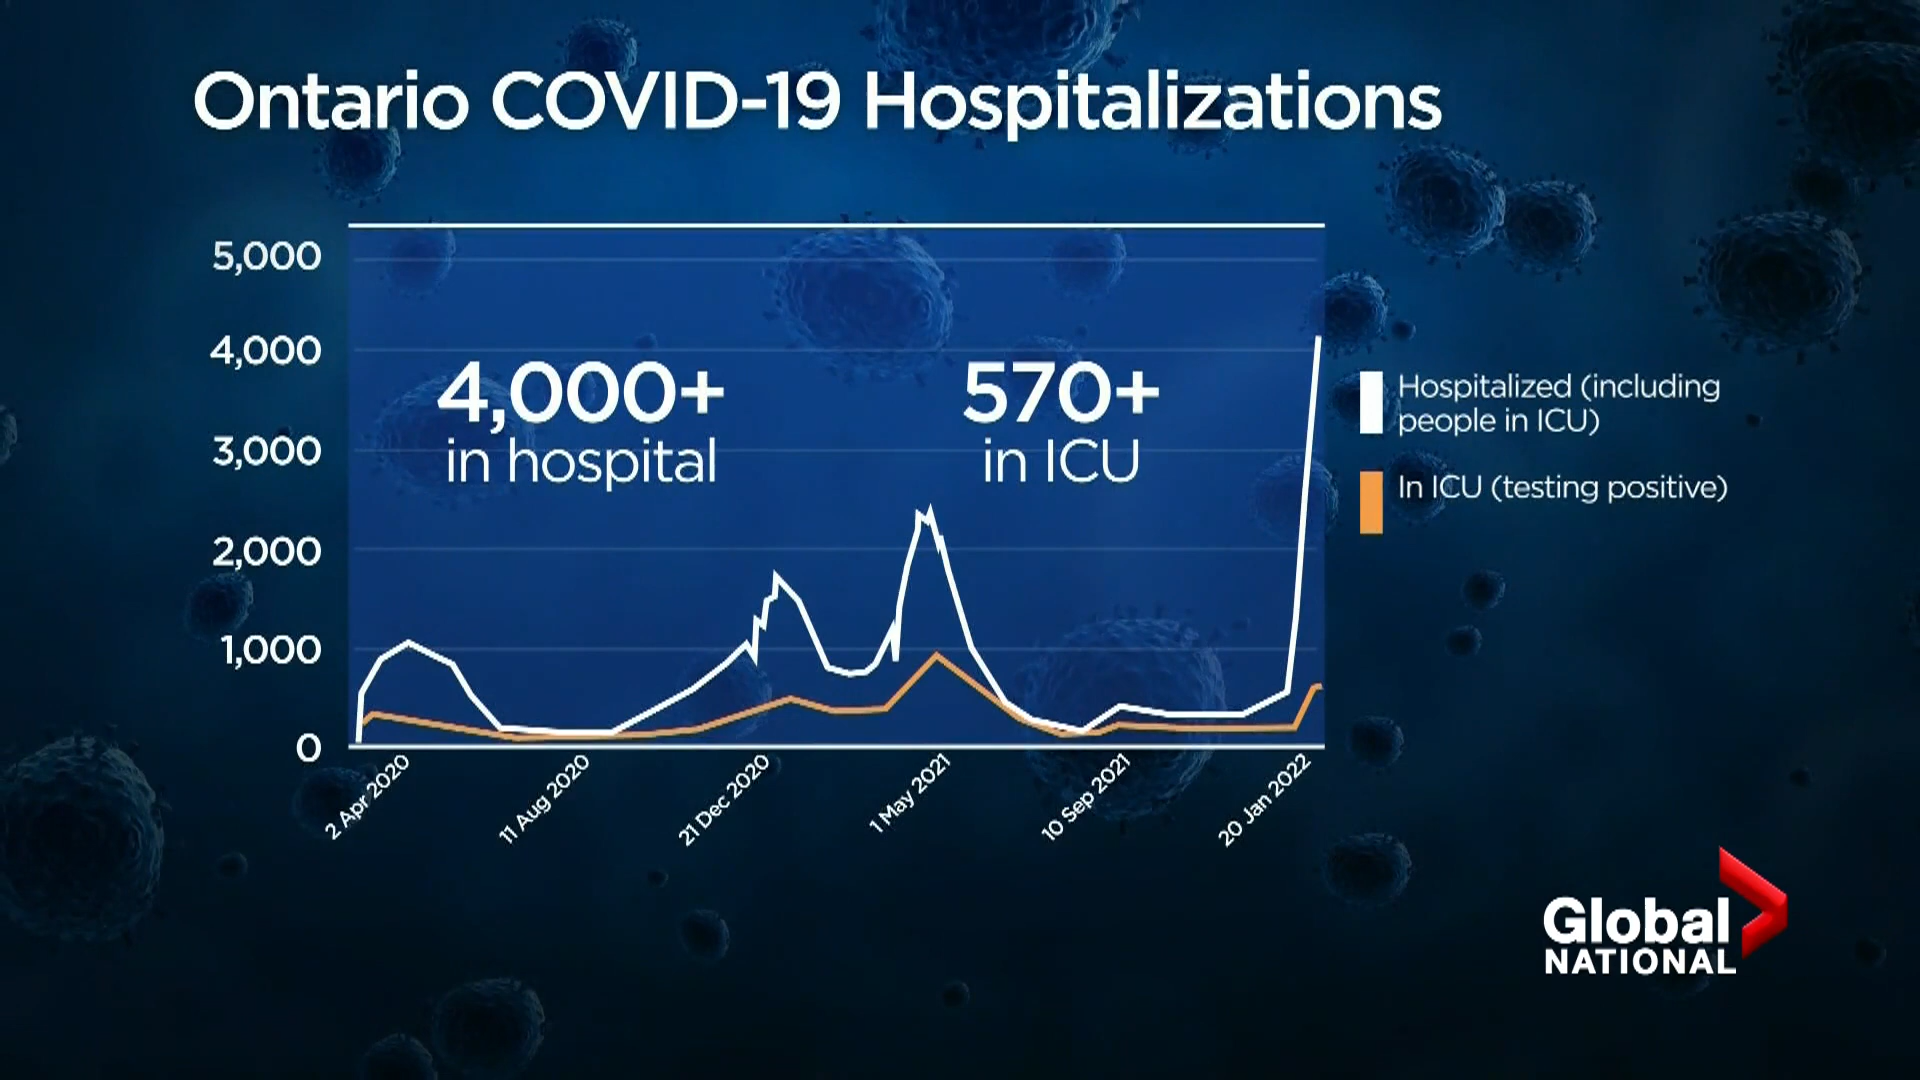 Ontario COVID-19 Hospitalizations
5,000
4,000
3,000
2,000
1,000
0
4,000+
in hospital
570+
in ICU
Hospitalized (including
people in ICU)
In ICU (testing positive)
2 Apr 2020
11 Aug 2020
21 Dec 2020
1 May 2021
10 Sep 2021
20 Jan 2022
Global
NATIONAL